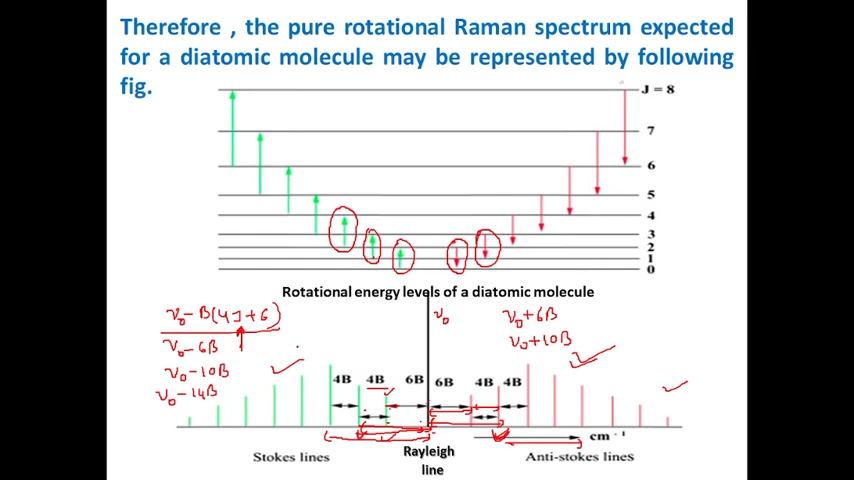 Therefore , the pure rotational Raman spectrum expected
for a diatomic molecule may be represented by following
fig.
J = 8
7
6
5
4
3
2
1
0
Rotational energy levels of a diatomic molecule
ν₀ – B(4J + 6)
ν₀ – 6B
ν₀ – 10B
ν₀ – 14B
ν₀
ν₀ + 6B
ν₀ + 10B
4B 4B 6B 6B 4B 4B
cm ⁻¹
Stokes lines
Rayleigh
line
Anti-stokes lines